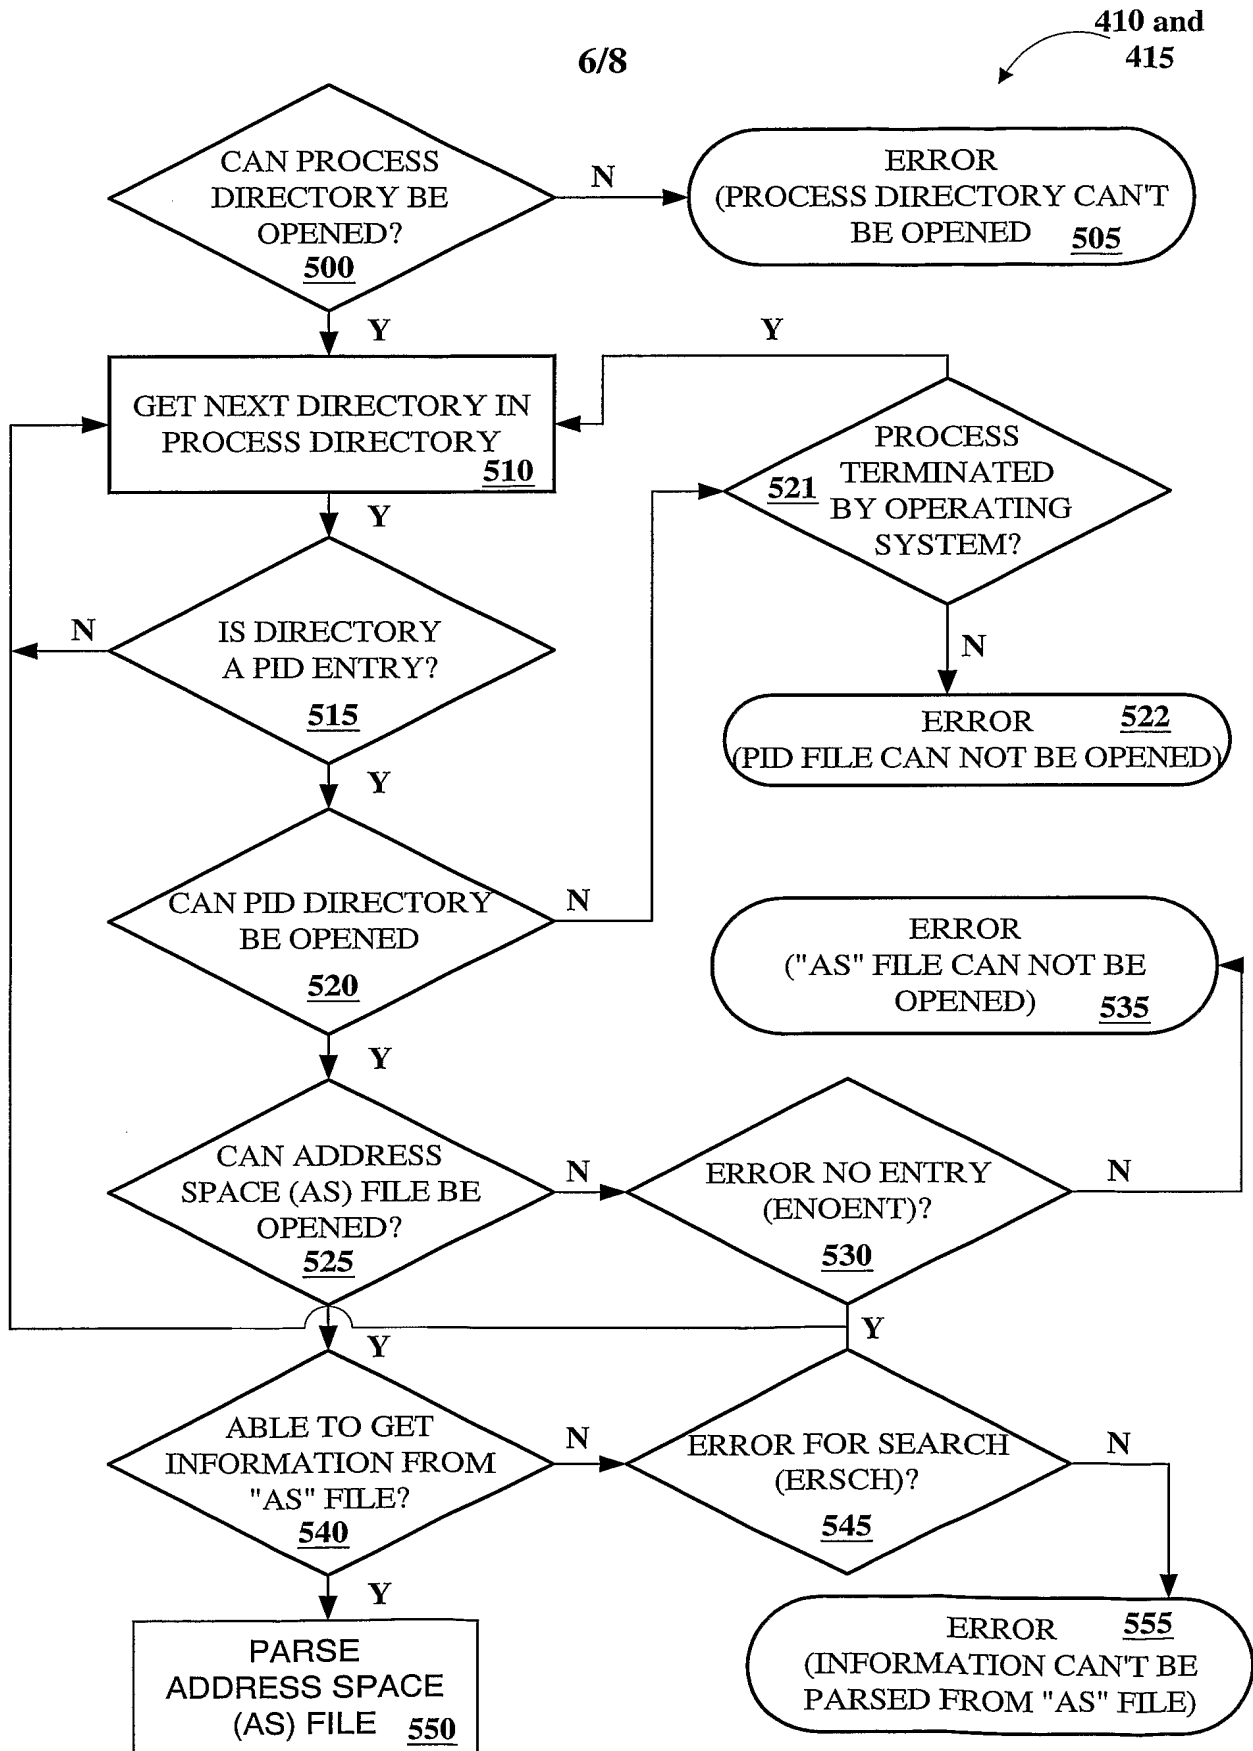 410 and
415
6/8
CAN PROCESS
DIRECTORY BE
OPENED?
500
N
ERROR
(PROCESS DIRECTORY CAN'T
BE OPENED 505
Y
Y
GET NEXT DIRECTORY IN
PROCESS DIRECTORY
510
PROCESS
TERMINATED
BY OPERATING
SYSTEM?
521
Y
N
IS DIRECTORY
A PID ENTRY?
515
N
ERROR 522
(PID FILE CAN NOT BE OPENED)
Y
CAN PID DIRECTORY
BE OPENED
520
N
ERROR
("AS" FILE CAN NOT BE
OPENED) 535
Y
CAN ADDRESS
SPACE (AS) FILE BE
OPENED?
525
N
ERROR NO ENTRY
(ENOENT)?
530
N
Y
Y
ABLE TO GET
INFORMATION FROM
"AS" FILE?
540
N
ERROR FOR SEARCH
(ERSCH)?
545
N
Y
PARSE
ADDRESS SPACE
(AS) FILE 550
ERROR 555
(INFORMATION CAN'T BE
PARSED FROM "AS" FILE)